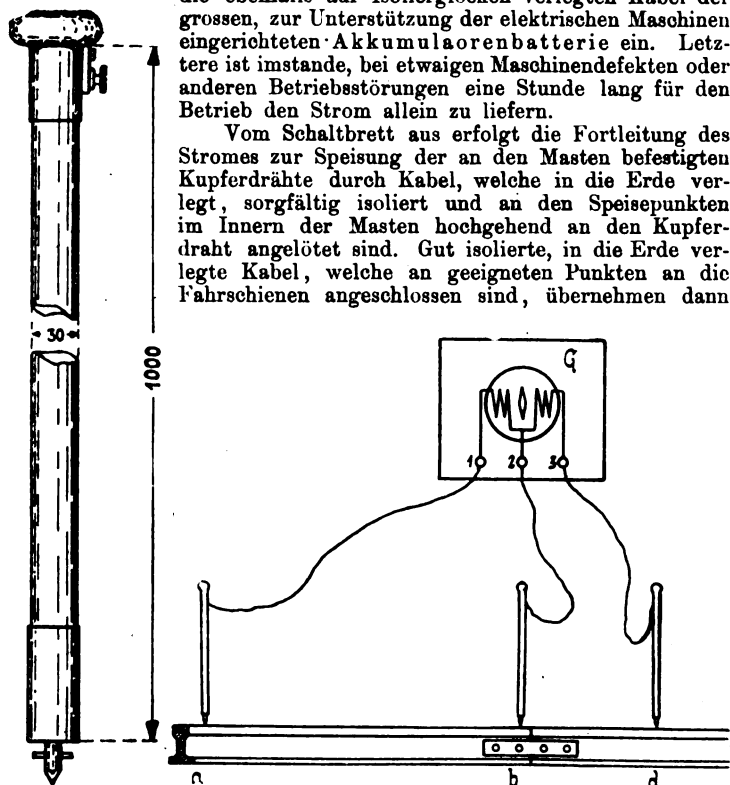 grossen, zur Unterstützung der elektrischen Maschinen
eingerichteten Akkumulaorenbatterie ein. Letz-
tere ist imstande, bei etwaigen Maschinendefekten oder
anderen Betriebsstörungen eine Stunde lang für den
Betrieb den Strom allein zu liefern.
Vom Schaltbrett aus erfolgt die Fortleitung des
Stromes zur Speisung der an den Masten befestigten
Kupferdrähte durch Kabel, welche in die Erde ver-
legt, sorgfältig isoliert und an den Speisepunkten
im Innern der Masten hochgehend an den Kupfer-
draht angelötet sind. Gut isolierte, in die Erde ver-
legte Kabel, welche an geeigneten Punkten an die
Fahrschienen angeschlossen sind, übernehmen dann
30
1000
G
1 2 3
b d